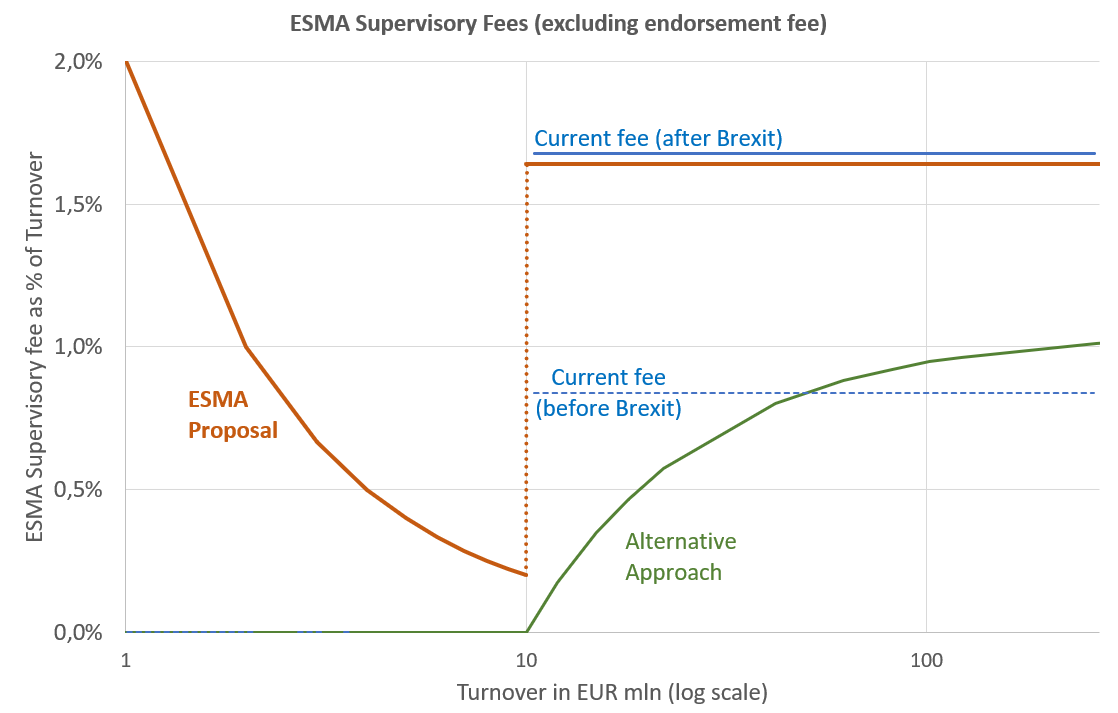 ESMA Supervisory Fees (excluding endorsement fee)
ESMA Supervisory fee as % of Turnover
2,0%
1,5%
1,0%
0,5%
0,0%
Current fee (after Brexit)
Current fee
(before Brexit)
ESMA
Proposal
Alternative
Approach
1
10
100
Turnover in EUR mln (log scale)